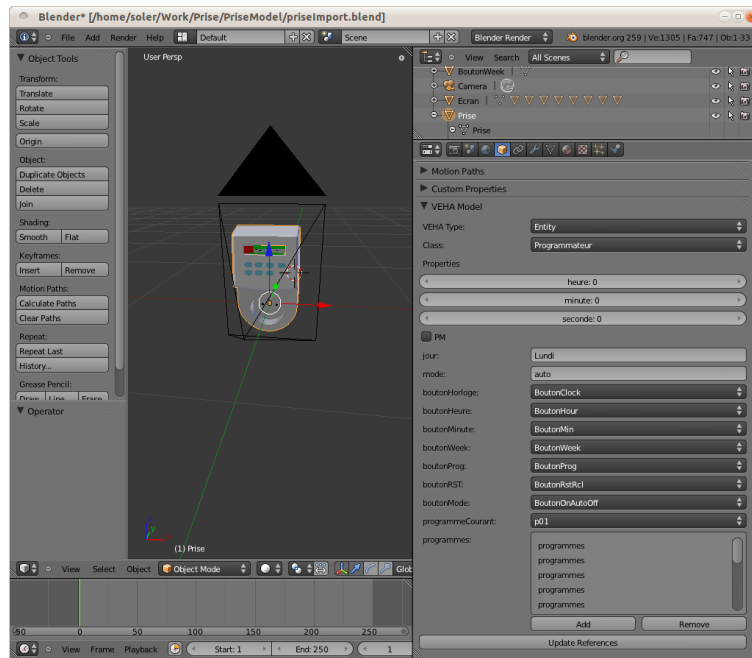 Blender* [/home/soler/Work/Prise/PriseModel/priseImport.blend]
File Add Render Help Default Scene Blender Render blender.org 259 | Ve:1305 | Fa:747 | Ob:1-33
Object Tools
Transform:
Translate
Rotate
Scale
Origin
Object:
Duplicate Objects
Delete
Join
Shading:
Smooth Flat
Keyframes:
Insert Remove
Motion Paths:
Calculate Paths
Clear Paths
Repeat:
Repeat Last
History...
Grease Pencil:
Draw Line Erase
Operator
User Persp
(1) Prise
View Select Object Object Mode Glob
-50 0 50 100 150 200 250
View Frame Playback Start: 1 End: 250 1
View Search All Scenes
BoutonWeek
Camera
Ecran
Prise
Prise
Motion Paths
Custom Properties
VEHA Model
VEHA Type: Entity
Class: Programmateur
Properties
heure: 0
minute: 0
seconde: 0
PM
jour: Lundi
mode: auto
boutonHorloge: BoutonClock
boutonHeure: BoutonHour
boutonMinute: BoutonMin
boutonWeek: BoutonWeek
boutonProg: BoutonProg
boutonRST: BoutonRstRcl
boutonMode: BoutonOnAutoOff
programmeCourant: p01
programmes: programmes
programmes
programmes
programmes
programmes
Add Remove
Update References